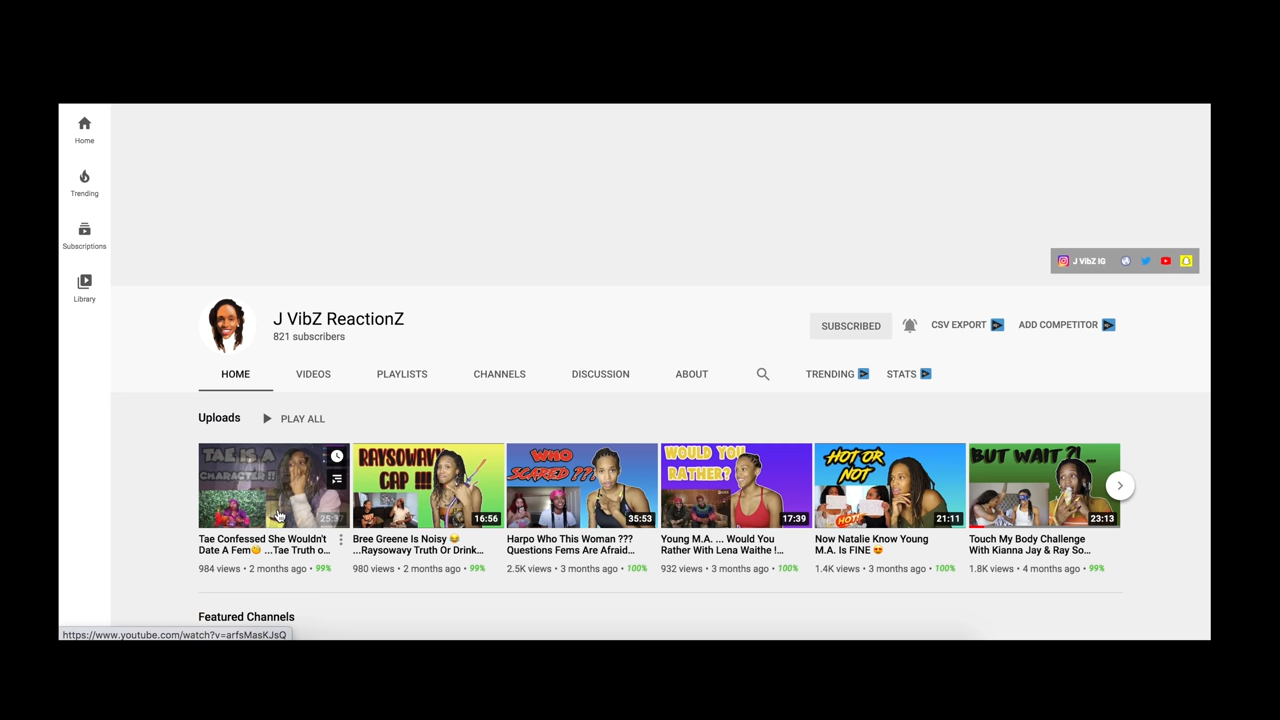 Home
Trending
Subscriptions
Library
J VibZ IG
J VibZ ReactionZ
821 subscribers
SUBSCRIBED
CSV EXPORT
ADD COMPETITOR
HOME
VIDEOS
PLAYLISTS
CHANNELS
DISCUSSION
ABOUT
TRENDING
STATS
Uploads
PLAY ALL
TAE IS A
CHARACTER !!
25:37
Tae Confessed She Wouldn't
Date A Fem😏 ...Tae Truth o...
984 views • 2 months ago • 99%
RAYSOWAVY
CAP !!!
16:56
Bree Greene Is Noisy 😂
...Raysowavy Truth Or Drink...
980 views • 2 months ago • 99%
WHO
SCARED ???
35:53
Harpo Who This Woman ???
Questions Fems Are Afraid...
2.5K views • 3 months ago • 100%
WOULD YOU
RATHER?
17:39
Young M.A. ... Would You
Rather With Lena Waithe !...
932 views • 3 months ago • 100%
HOT OR
NOT
HOT!
21:11
Now Natalie Know Young
M.A. Is FINE 😍
1.4K views • 3 months ago • 100%
BUT WAIT ?! ...
23:13
Touch My Body Challenge
With Kianna Jay & Ray So...
1.8K views • 4 months ago • 99%
Featured Channels
https://www.youtube.com/watch?v=arfsMasKJsQ